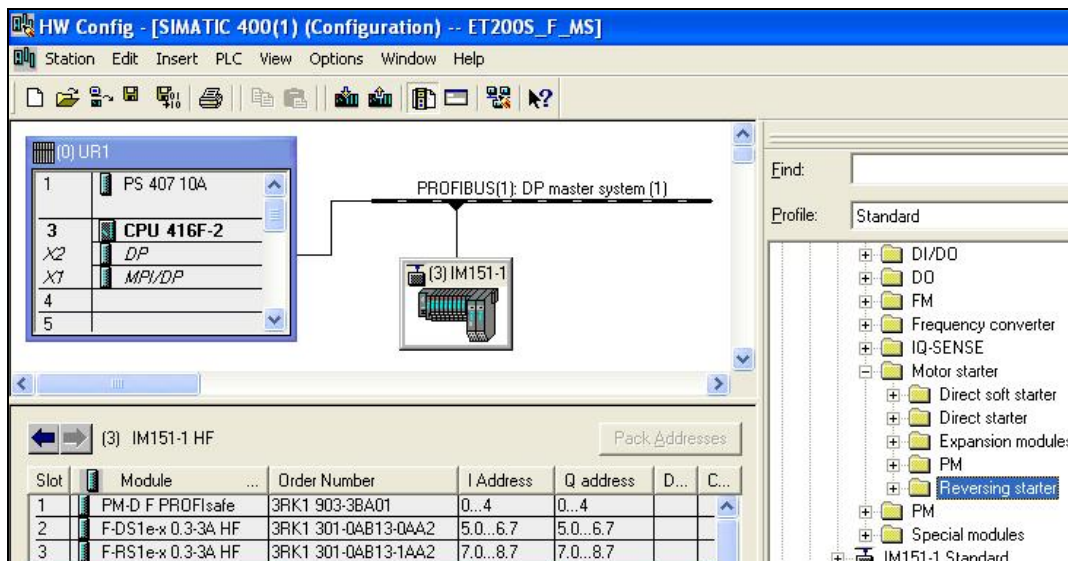 HW Config - [SIMATIC 400(1) (Configuration) -- ET200S_F_MS]
Station Edit Insert PLC View Options Window Help
(0) UR1
1 PS 407 10A
3 CPU 416F-2
X2 DP
X1 MPI/DP
4
5
PROFIBUS(1): DP master system (1)
(3) IM151-1
Find:
Profile: Standard
DI/DO
DO
FM
Frequency converter
IQ-SENSE
Motor starter
Direct soft starter
Direct starter
Expansion modules
PM
Reversing starter
PM
Special modules
IM151-1 Standard
(3) IM151-1 HF
Pack Addresses
Slot Module ... Order Number I Address Q address D... C...
1 PM-D F PROFIsafe 3RK1 903-3BA01 0...4 0...4
2 F-DS1e-x 0.3-3A HF 3RK1 301-0AB13-0AA2 5.0...6.7 5.0...6.7
3 F-RS1e-x 0.3-3A HF 3RK1 301-0AB13-1AA2 7.0...8.7 7.0...8.7